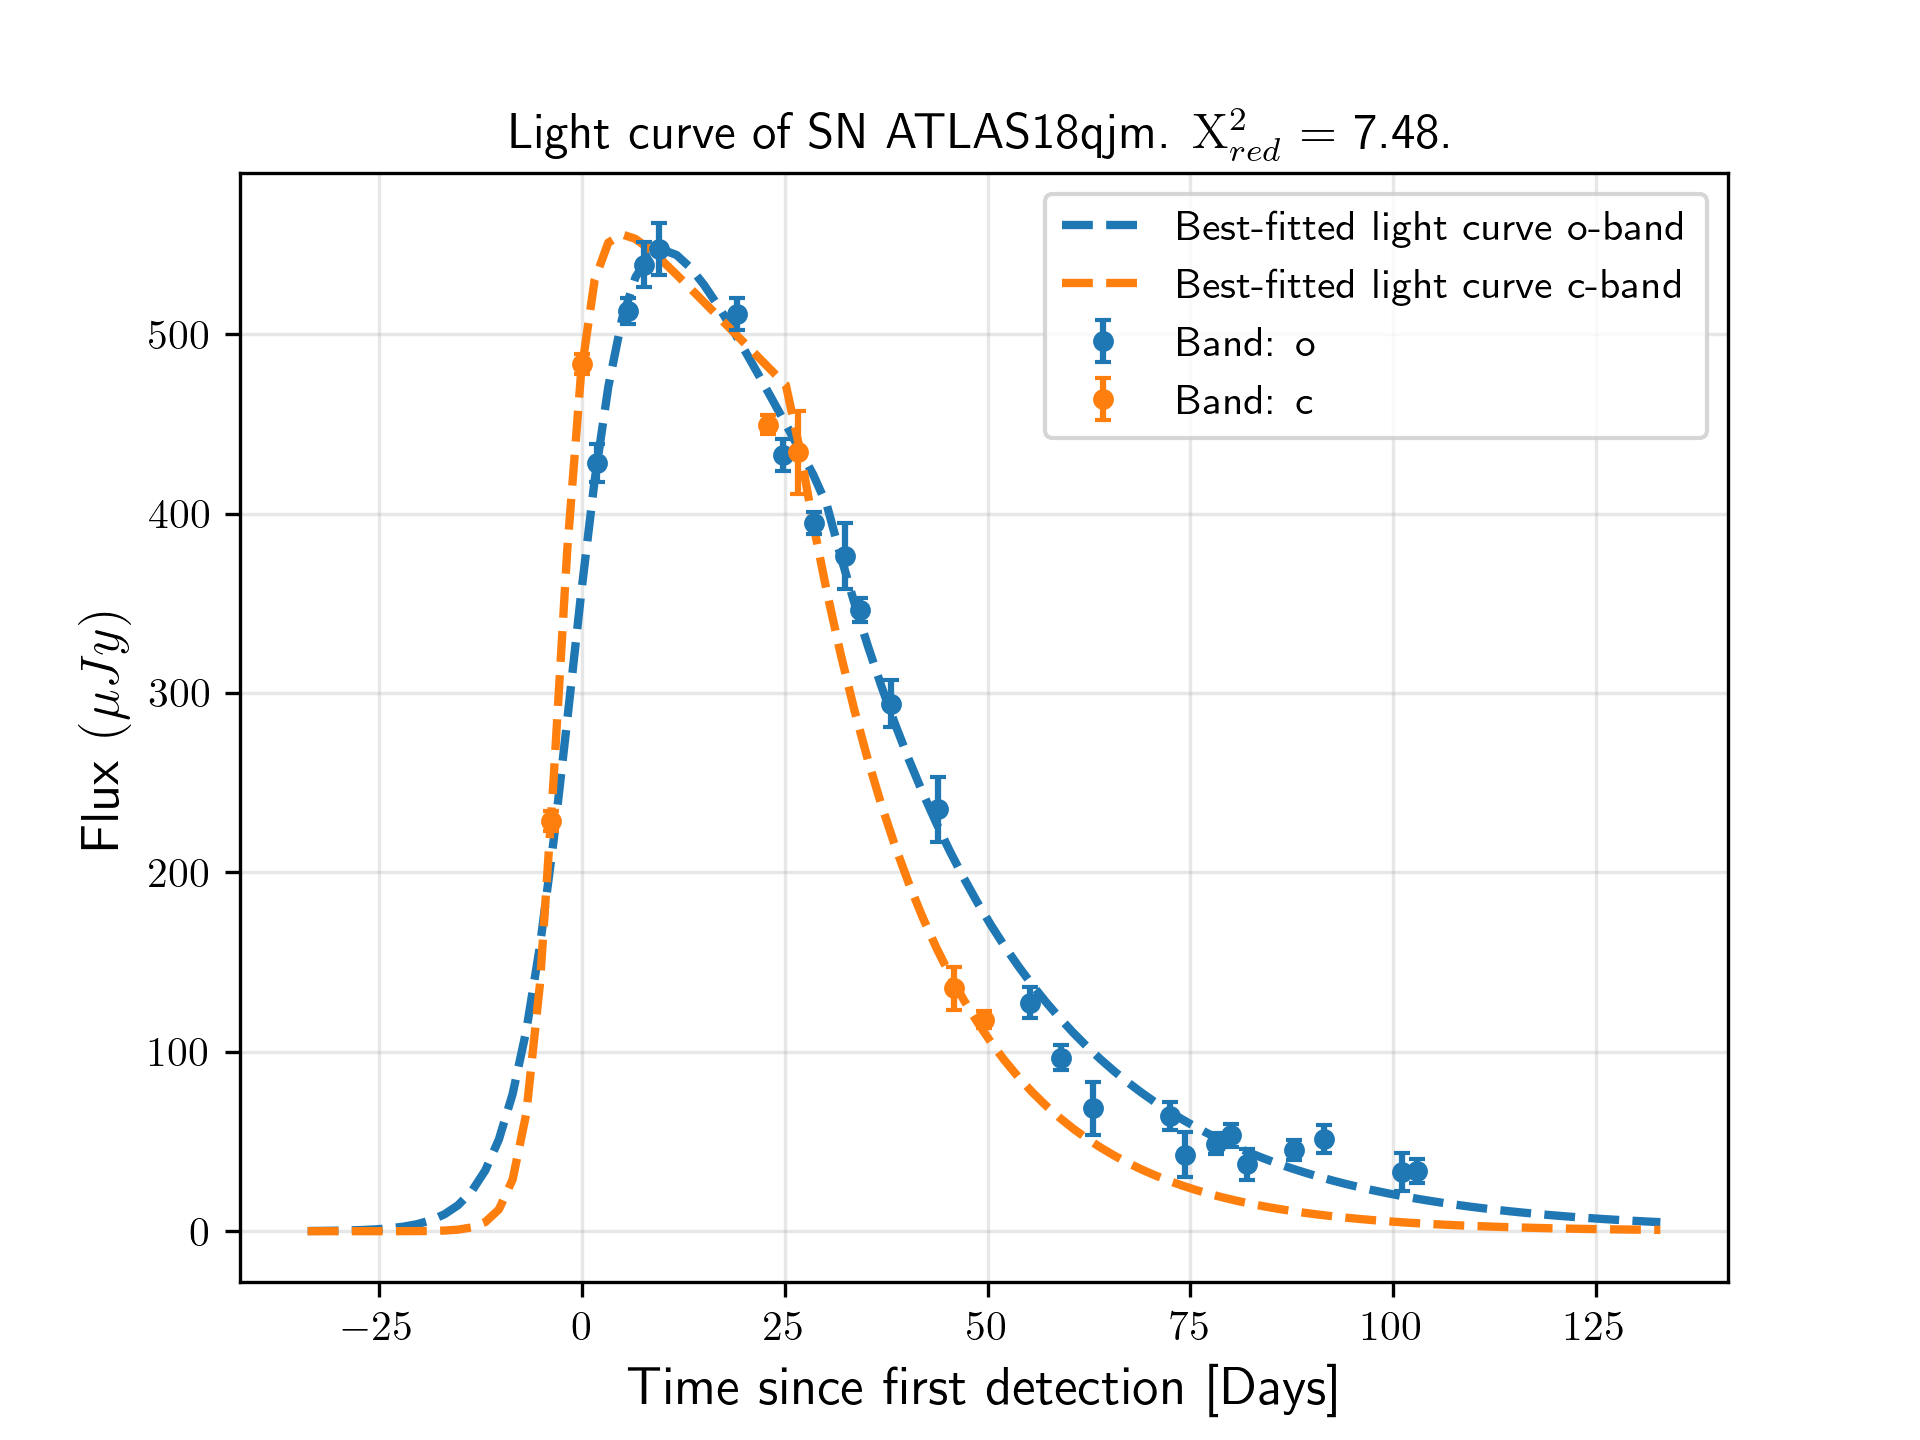 Light curve of SN ATLAS18qjm. X²_red = 7.48.
Best-fitted light curve o-band
Best-fitted light curve c-band
Band: o
Band: c
500
400
300
200
100
0
Flux (μJy)
−25 0 25 50 75 100 125
Time since first detection [Days]